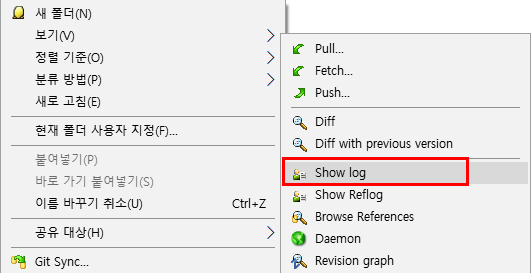 새 폴더(N)
보기(V)
정렬 기준(O)
분류 방법(P)
새로 고침(E)
현재 폴더 사용자 지정(F)...
붙여넣기(P)
바로 가기 붙여넣기(S)
이름 바꾸기 취소(U) Ctrl+Z
공유 대상(H)
Git Sync...
Pull...
Fetch...
Push...
Diff
Diff with previous version
Show log
Show Reflog
Browse References
Daemon
Revision graph